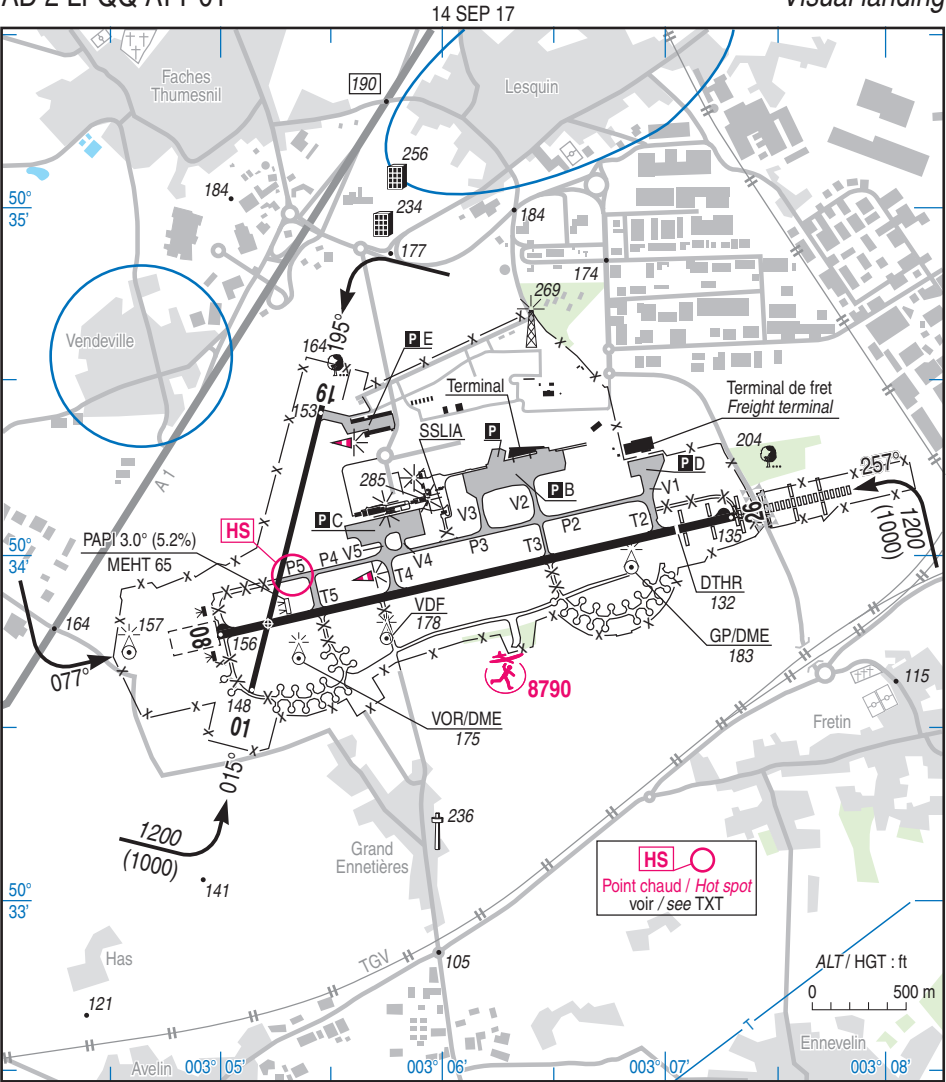 14 SEP 17
Visual landing
Faches
Thumesnil
190
Lesquin
256
184
50°
35'
234
184
177
174
269
195°
Vendeville
164
P E
19
153
Terminal
Terminal de fret
Freight terminal
SSLIA
P
204
P D
285
257°
A 1
V1
P B
V2
V3
P C
26
HS
P2
T2
1200
(1000)
PAPI 3.0° (5.2%)
MEHT 65
135
50°
34'
P3
T3
V4
V5
P4
P5
T4
DTHR
132
T5
VDF
178
164
157
08
156
GP/DME
183
077°
8790
115
148
01
VOR/DME
175
Fretin
015°
236
1200
(1000)
Grand
Ennetières
HS
Point chaud / Hot spot
voir / see TXT
141
50°
33'
Has
TGV
105
ALT / HGT : ft
0 500 m
121
T
Ennevelin
Avelin
003° 05'
003° 06'
003° 07'
003° 08'